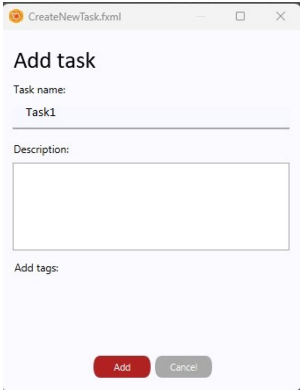 CreateNewTask.fxml
Add task
Task name:
Task1
Description:
Add tags:
Add
Cancel